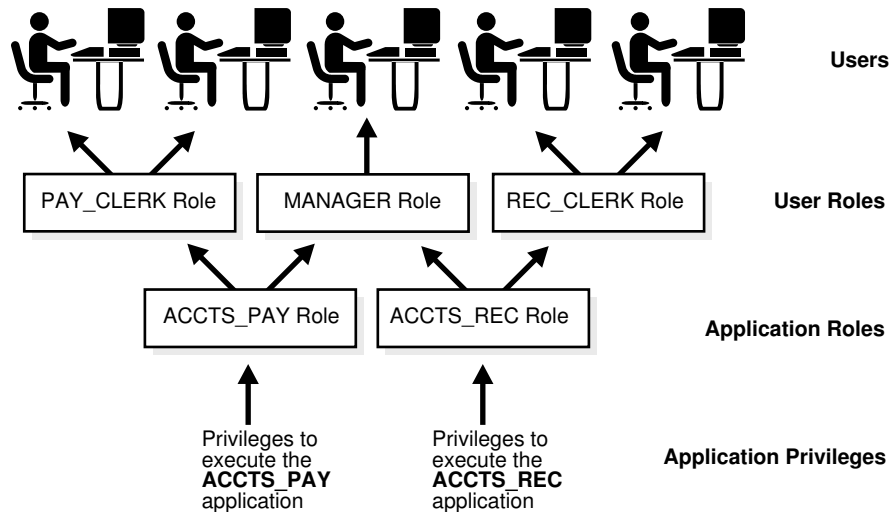 Users
PAY_CLERK Role
MANAGER Role
REC_CLERK Role
User Roles
ACCTS_PAY Role
ACCTS_REC Role
Application Roles
Privileges to
execute the
ACCTS_PAY
application
Privileges to
execute the
ACCTS_REC
application
Application Privileges